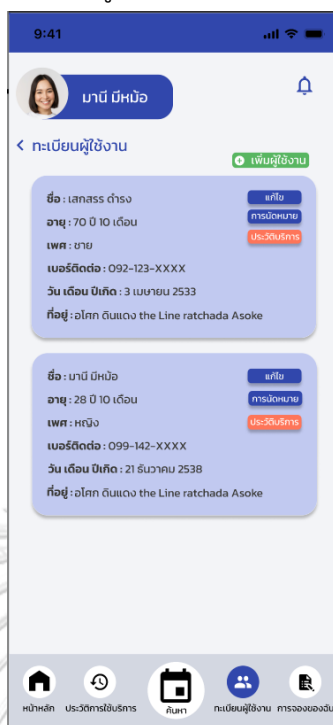 9:41
มานี มีหม้อ
ทะเบียนผู้ใช้งาน
เพิ่มผู้ใช้งาน
ชื่อ : เสกสรร ดำรง
แก้ไข
อายุ : 70 ปี 10 เดือน
การนัดหมาย
เพศ : ชาย
ประวัติบริการ
เบอร์ติดต่อ : 092-123-XXXX
วัน เดือน ปีเกิด : 3 เมษายน 2533
ที่อยู่ : อโศก ดินแดง the Line ratchada Asoke
ชื่อ : มานี มีหม้อ
แก้ไข
อายุ : 28 ปี 10 เดือน
การนัดหมาย
เพศ : หญิง
ประวัติบริการ
เบอร์ติดต่อ : 099-142-XXXX
วัน เดือน ปีเกิด : 21 ธันวาคม 2538
ที่อยู่ : อโศก ดินแดง the Line ratchada Asoke
หน้าหลัก ประวัติการใช้บริการ ค้นหา ทะเบียนผู้ใช้งาน การจองของฉัน